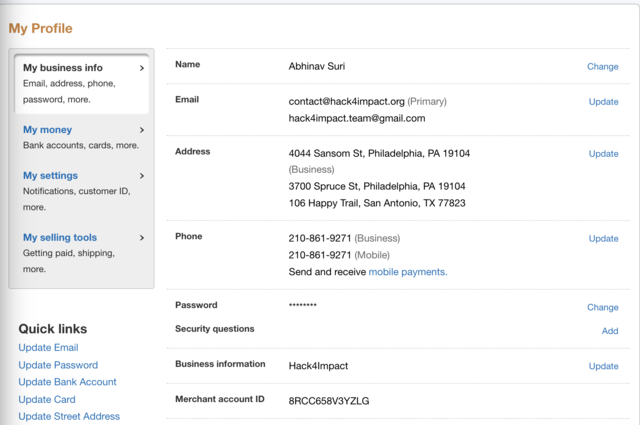 My Profile
My business info
Email, address, phone,
password, more.
My money
Bank accounts, cards, more.
My settings
Notifications, customer ID,
more.
My selling tools
Getting paid, shipping,
more.
Quick links
Update Email
Update Password
Update Bank Account
Update Card
Update Street Address
Name Abhinav Suri Change
Email contact@hack4impact.org (Primary) Update
hack4impact.team@gmail.com
Address 4044 Sansom St, Philadelphia, PA 19104 Update
(Business)
3700 Spruce St, Philadelphia, PA 19104
106 Happy Trail, San Antonio, TX 77823
Phone 210-861-9271 (Business) Update
210-861-9271 (Mobile)
Send and receive mobile payments.
Password ******** Change
Security questions Add
Business information Hack4Impact Update
Merchant account ID 8RCC658V3YZLG